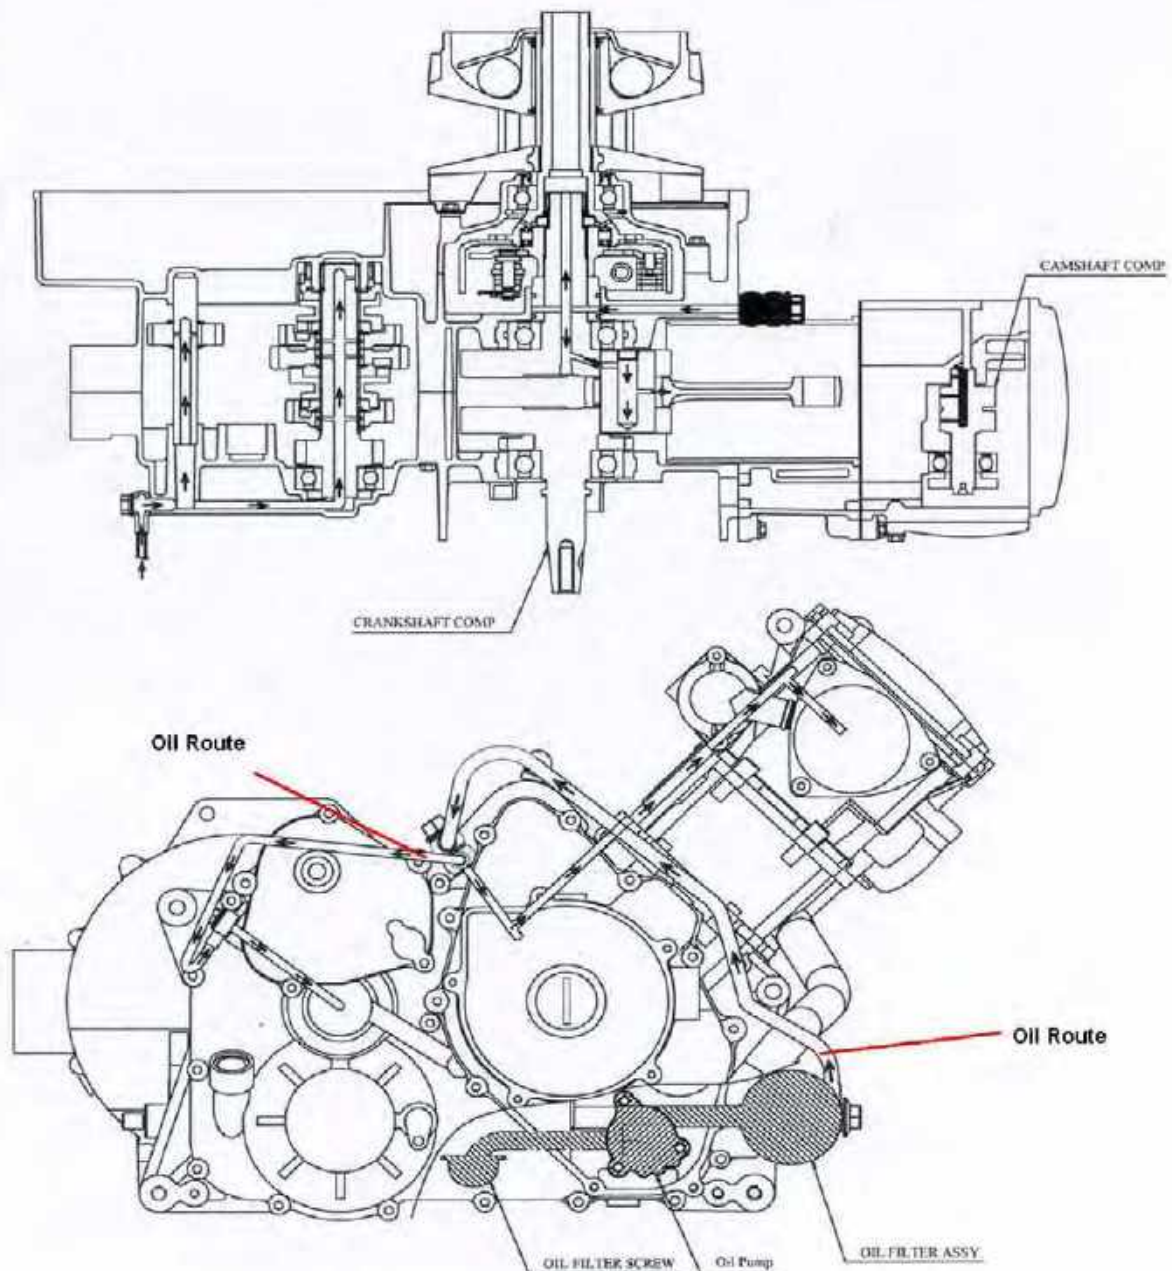 CAMSHAFT COMP
CRANKSHAFT COMP
Oil Route
Oil Route
OIL FILTER SCREW
Oil Pump
OIL FILTER ASSY